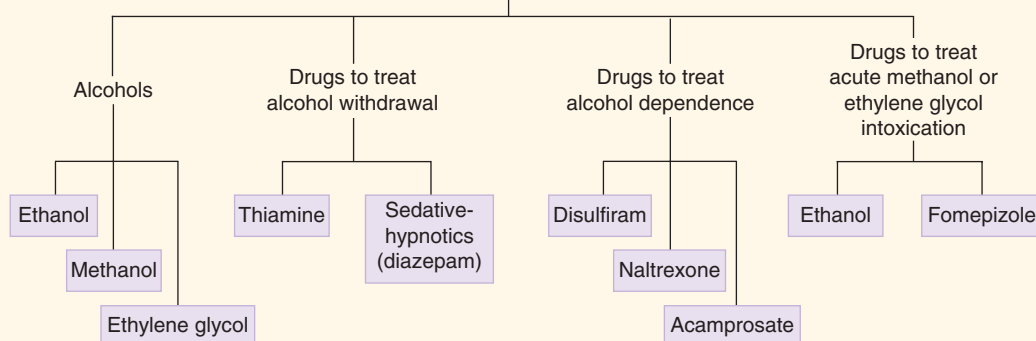 Alcohols
Drugs to treat
alcohol withdrawal
Drugs to treat
alcohol dependence
Drugs to treat
acute methanol or
ethylene glycol
intoxication
Ethanol
Methanol
Ethylene glycol
Thiamine
Sedative-
hypnotics
(diazepam)
Disulfiram
Naltrexone
Acamprosate
Ethanol
Fomepizole